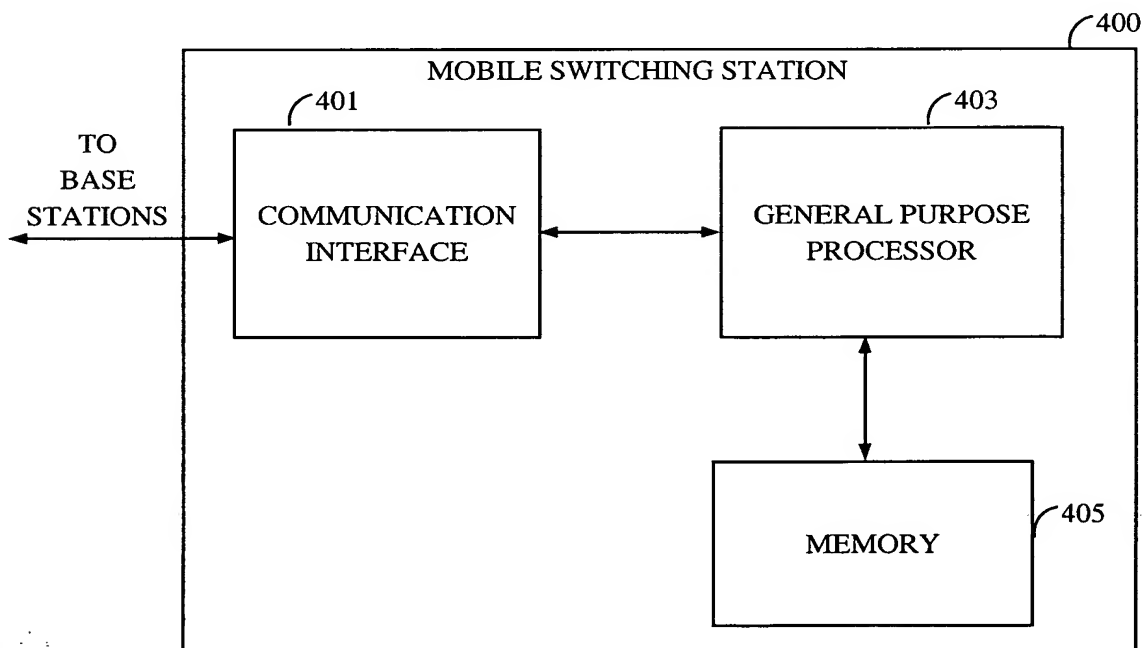 400
MOBILE SWITCHING STATION
401
403
TO
BASE
STATIONS
COMMUNICATION
INTERFACE
GENERAL PURPOSE
PROCESSOR
405
MEMORY